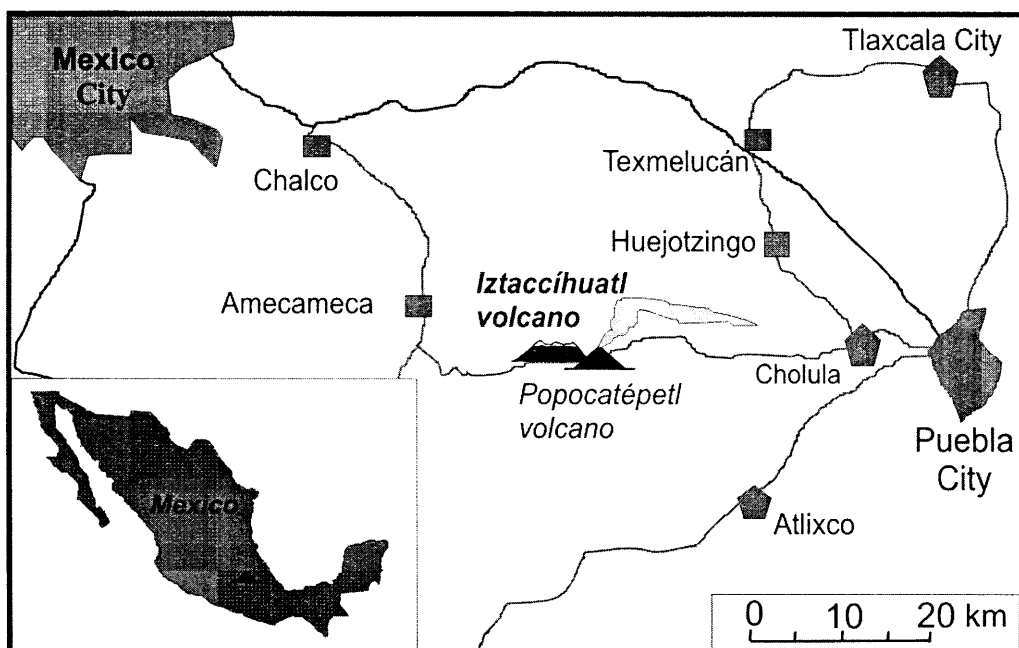 Mexico
City
Tlaxcala City
Chalco
Texmelucán
Huejotzingo
Amecameca
Iztaccíhuatl
volcano
Popocatépetl
volcano
Cholula
Puebla
City
Mexico
Atlixco
0 10 20 km